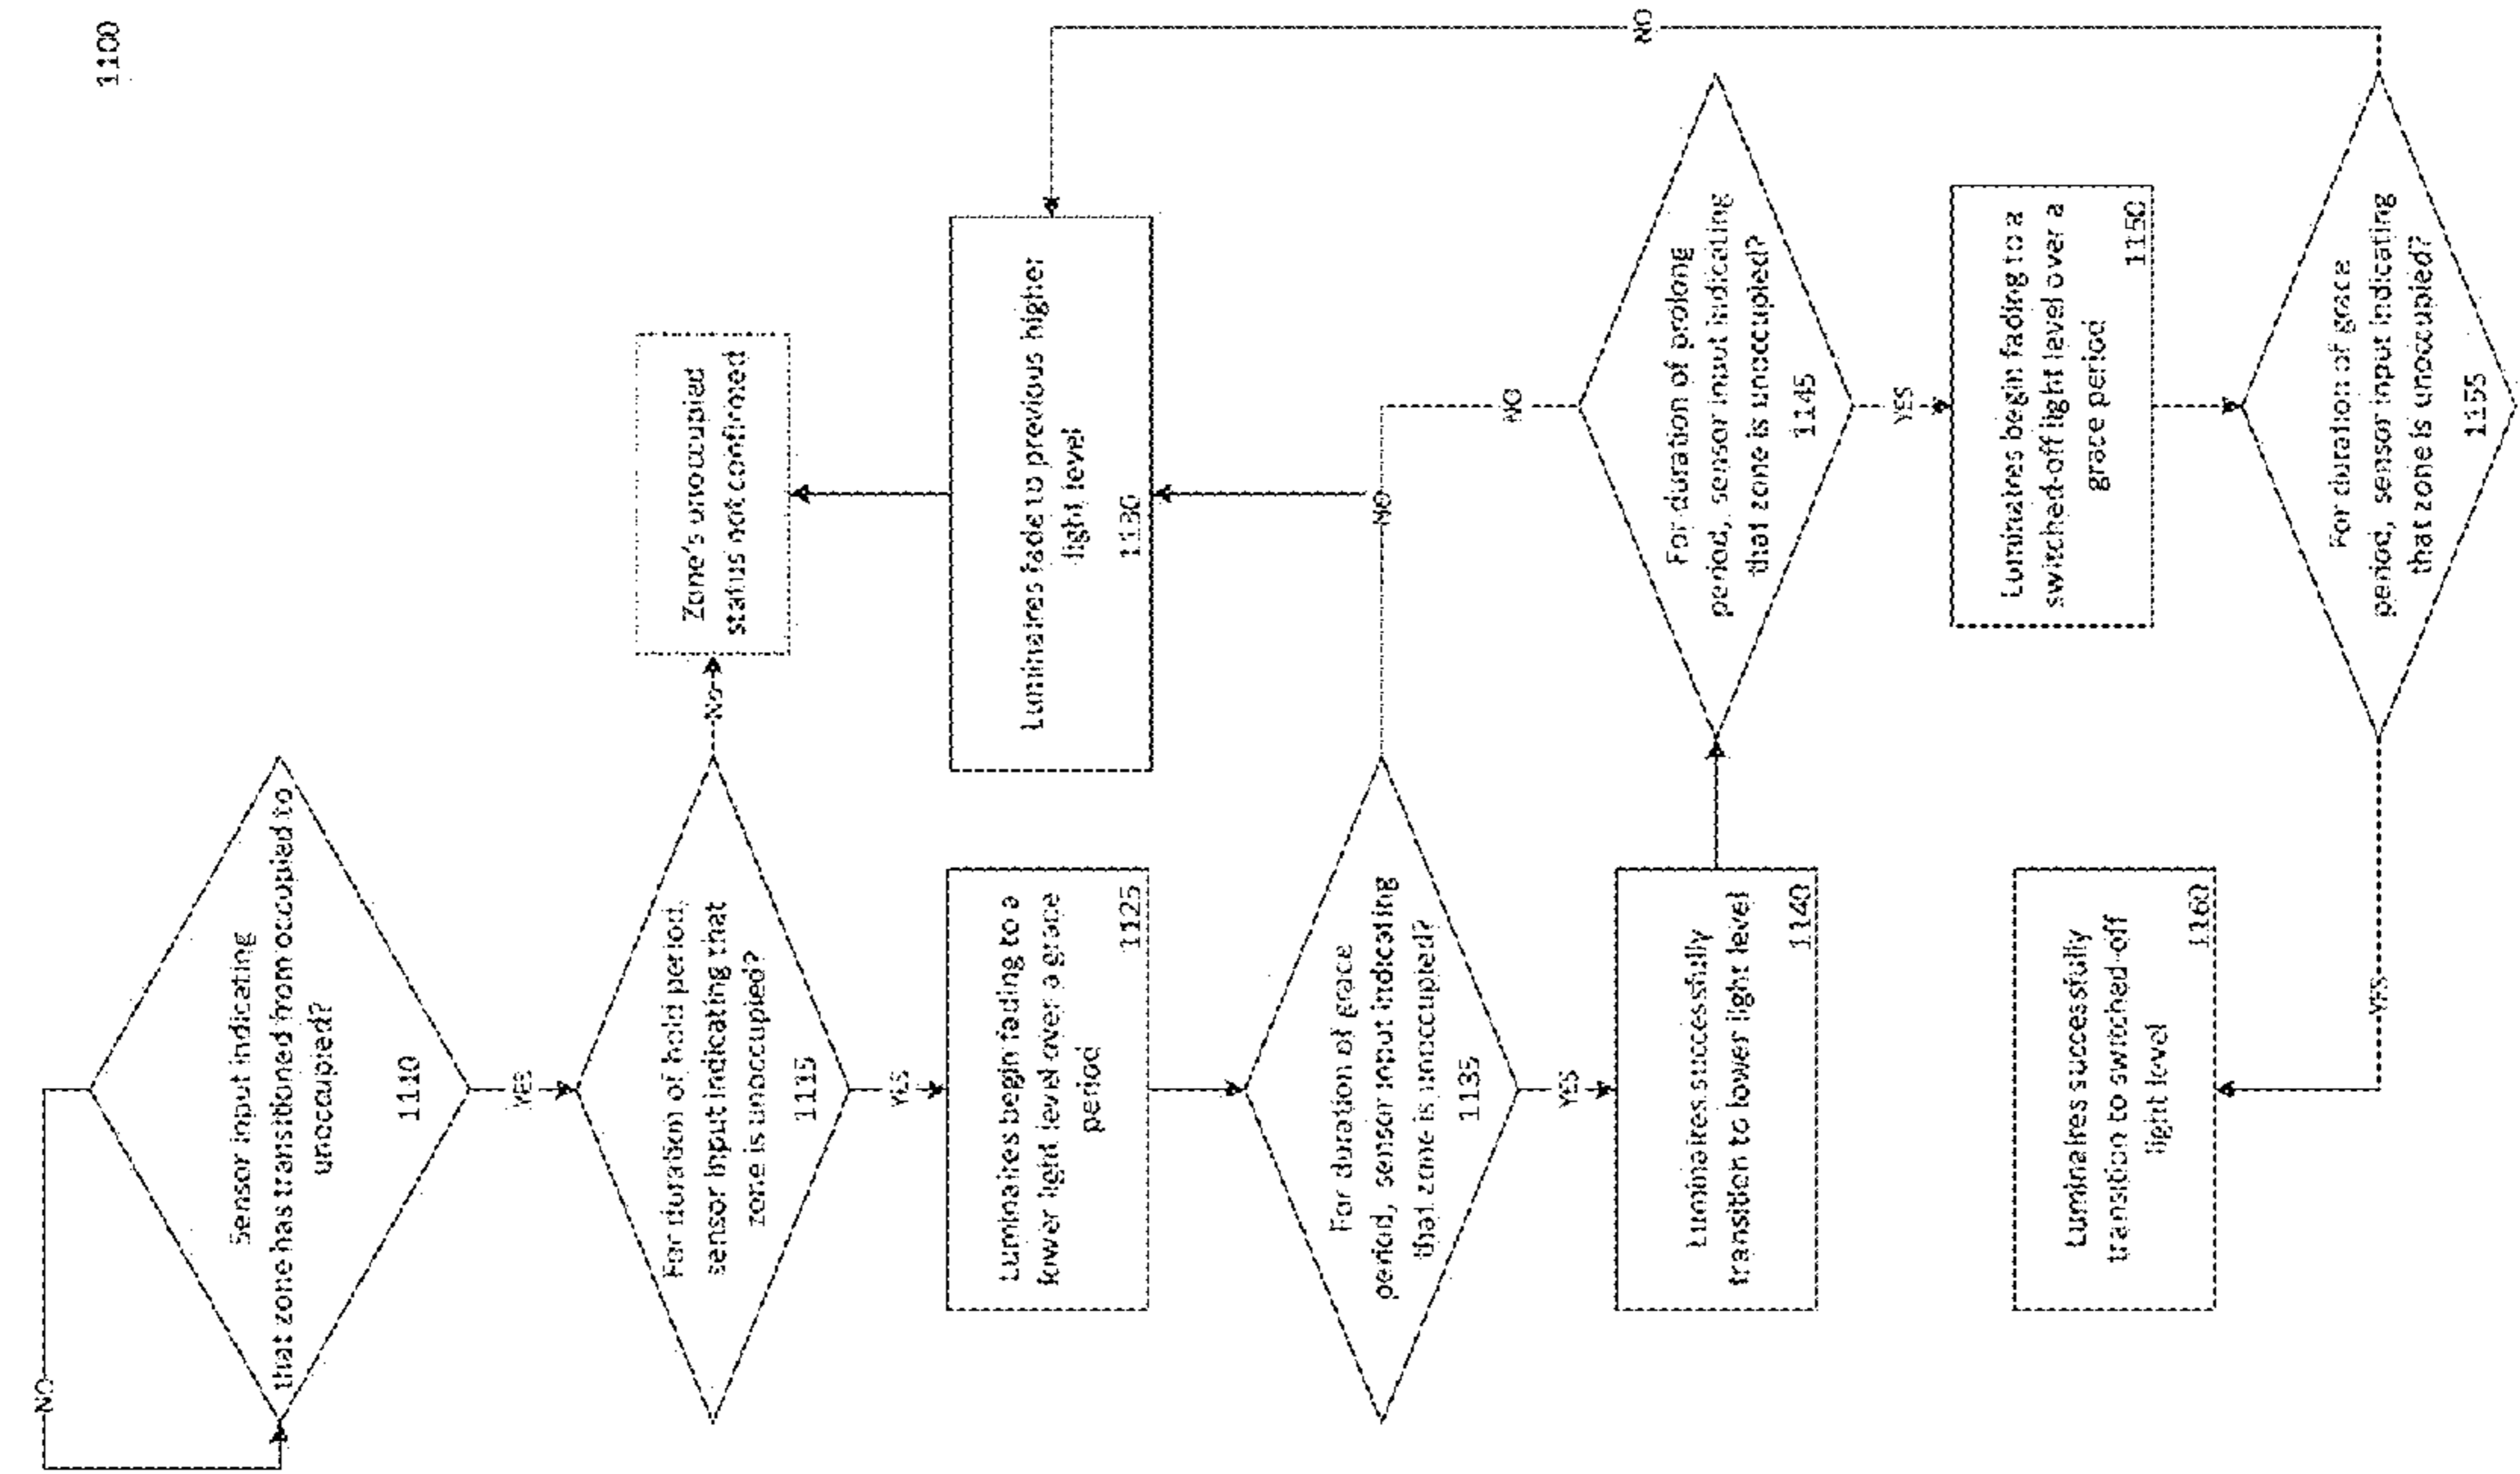 1100
NO
Sensor input indicating
that zone has transitioned from occupied to
unoccupied?
1110
YES
For duration of hold period,
sensor input indicating that
zone is unoccupied?
1115
No
Zone's unoccupied
status not confirmed
YES
Luminaires begin fading to a
lower light level over a grace
period
1125
Luminaires fade to previous higher
light level
1130
For duration of grace
period, sensor input indicating
that zone is unoccupied?
1135
NO
YES
Luminaires successfully
transition to lower light level
1140
For duration of prolong
period, sensor input indicating
that zone is unoccupied?
1145
NO
YES
Luminaires begin fading to a
switched-off light level over a
grace period
1150
For duration of grace
period, sensor input indicating
that zone is unoccupied?
1155
NO
YES
Luminaires successfully
transition to switched-off
light level
1160